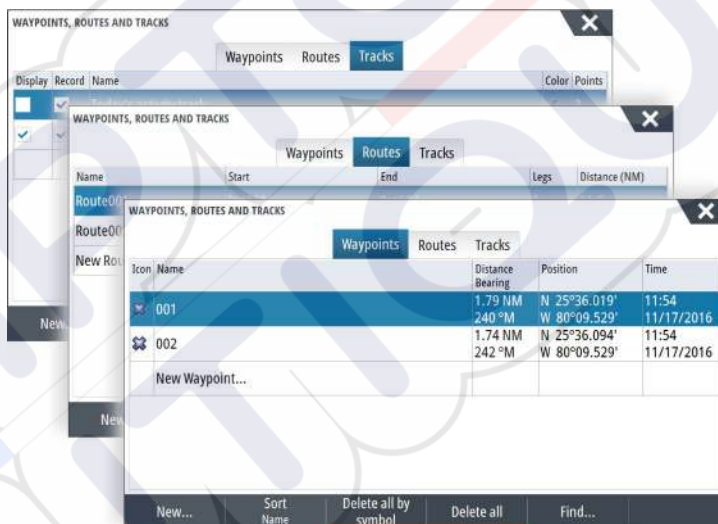 WAYPOINTS, ROUTES AND TRACKS
Waypoints Routes Tracks
Display Record Name Color Points
WAYPOINTS, ROUTES AND TRACKS
Waypoints Routes Tracks
Name Start End Legs Distance (NM)
WAYPOINTS, ROUTES AND TRACKS
Waypoints Routes Tracks
Icon Name Distance Bearing Position Time
001 1.79 NM N 25°36.019' 11:54
240 °M W 80°09.529' 11/17/2016
002 1.74 NM N 25°36.094' 11:54
242 °M W 80°09.529' 11/17/2016
New Waypoint...
New... Sort Name Delete all by symbol Delete all Find...